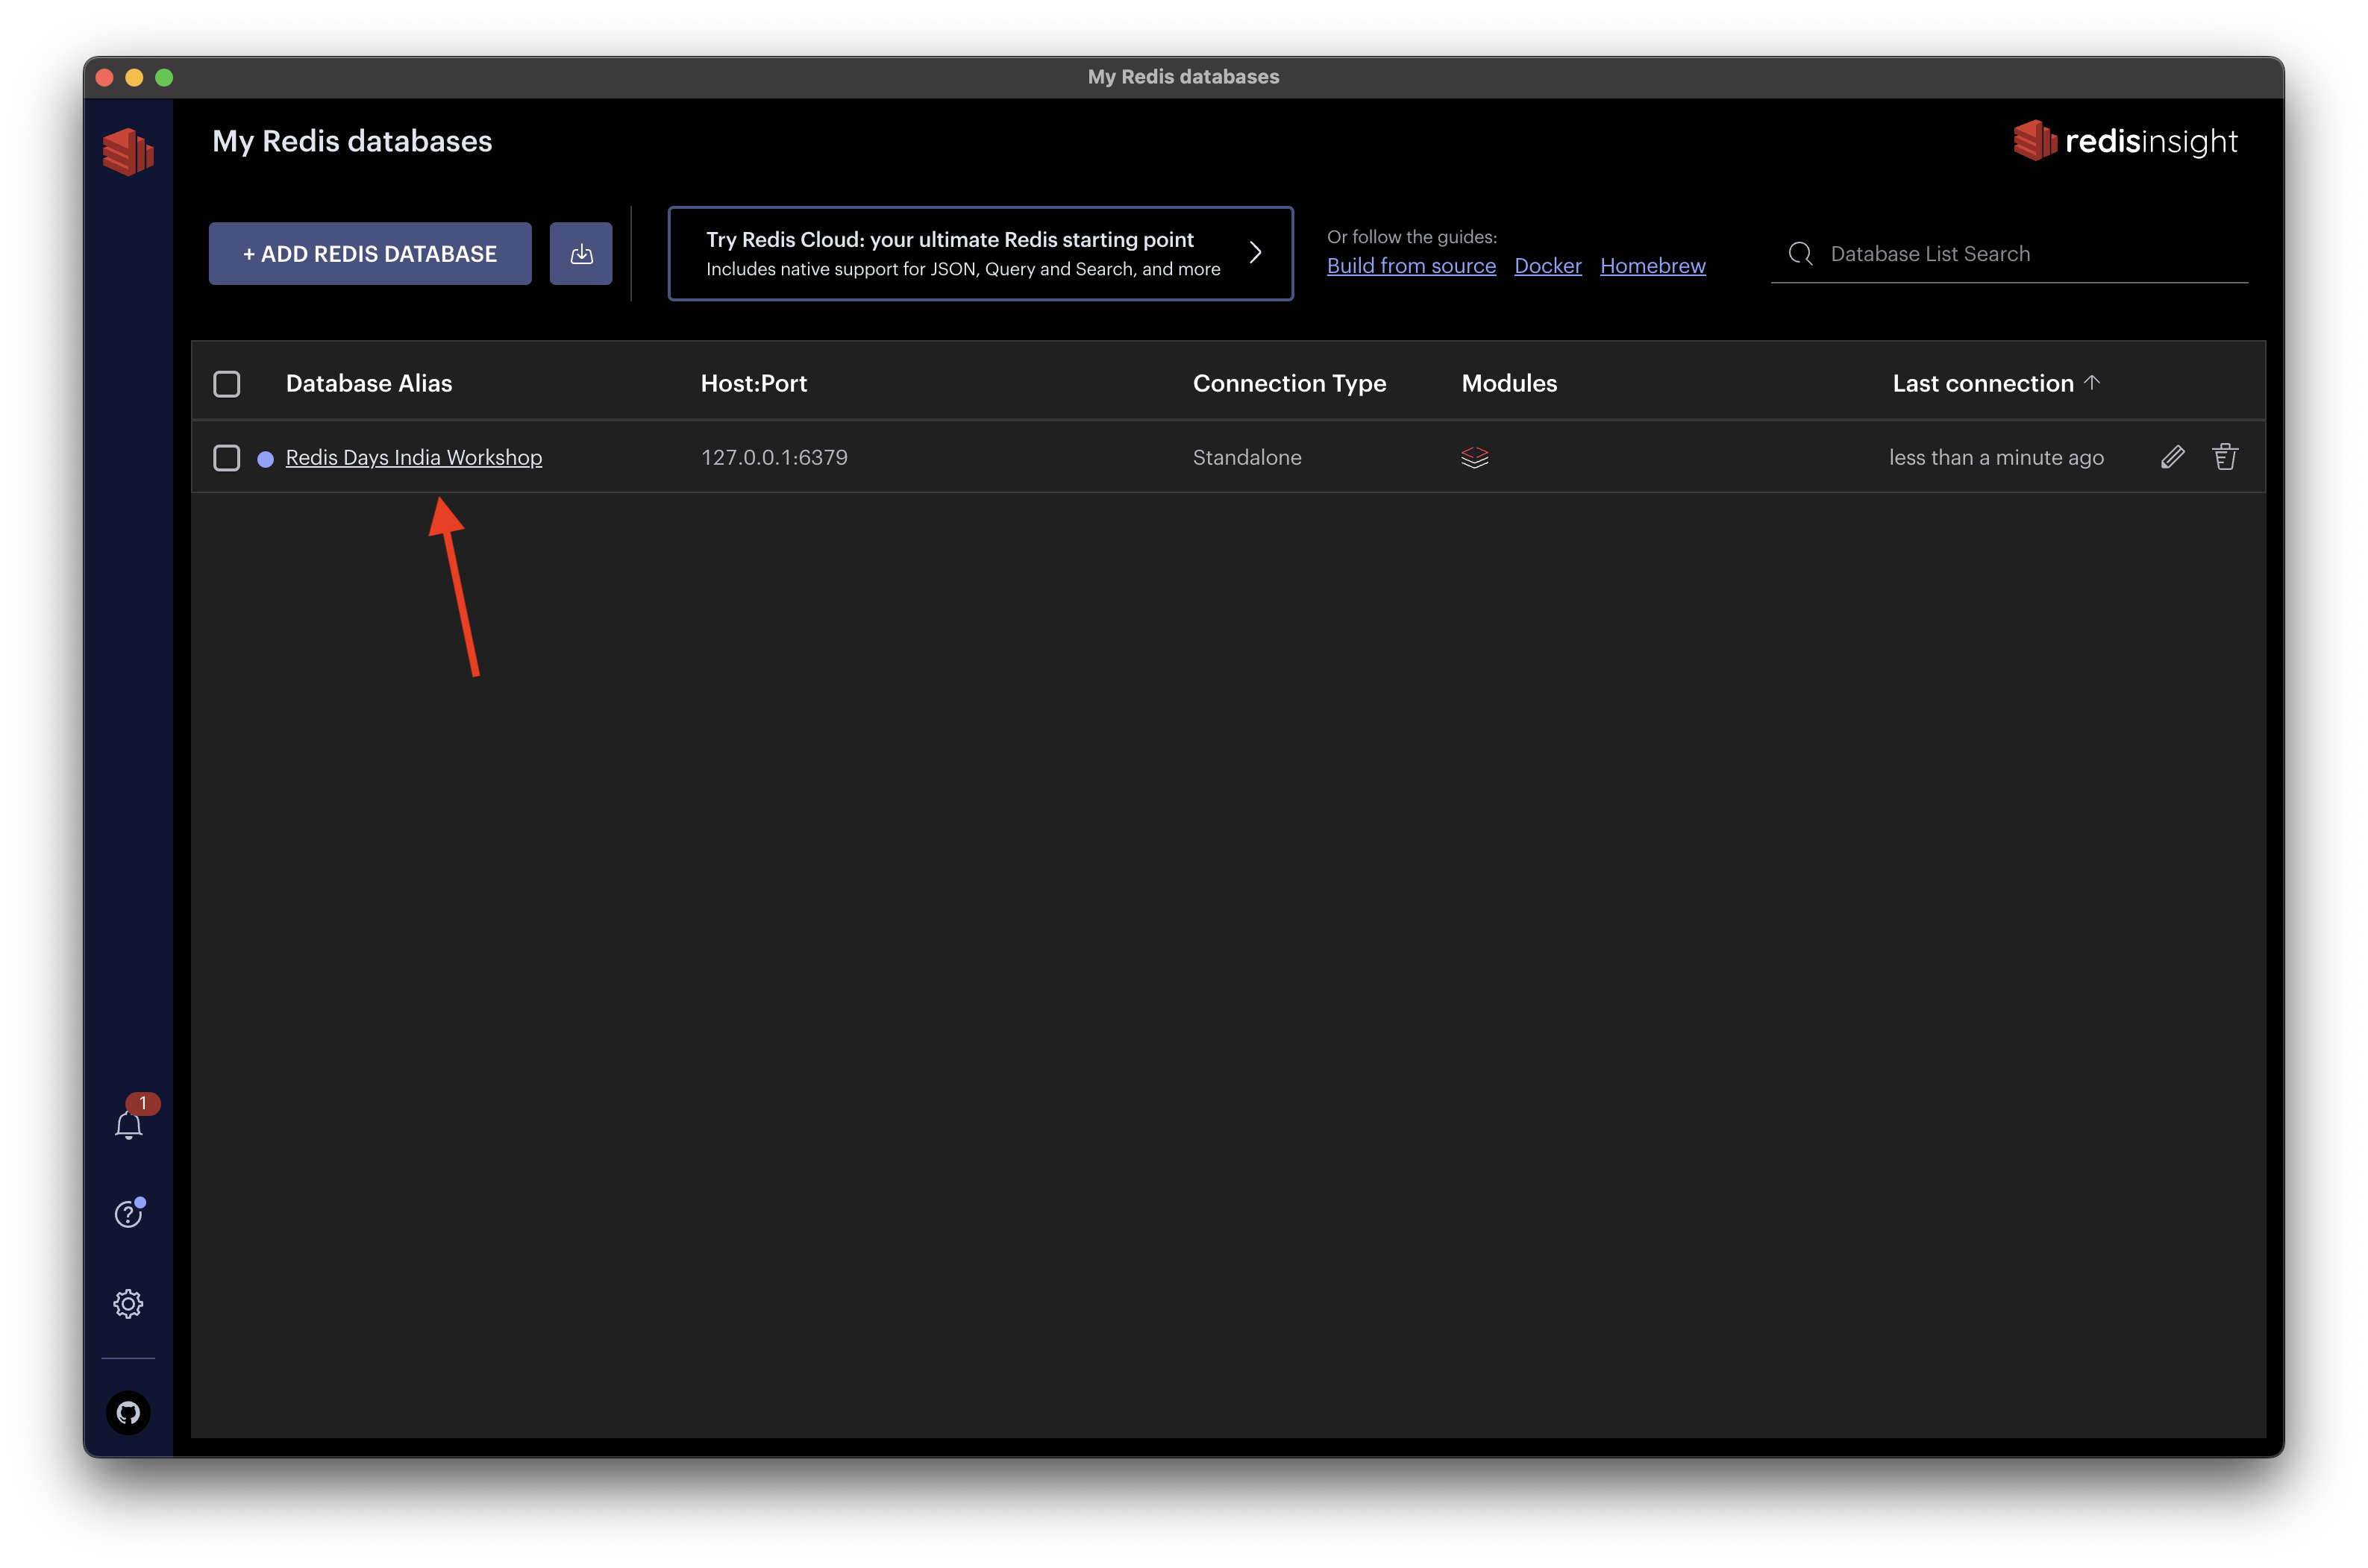 My Redis databases
My Redis databases
redisinsight
+ ADD REDIS DATABASE
Try Redis Cloud: your ultimate Redis starting point
Includes native support for JSON, Query and Search, and more
Or follow the guides:
Build from source Docker Homebrew
Database List Search
Database Alias Host:Port Connection Type Modules Last connection
Redis Days India Workshop 127.0.0.1:6379 Standalone less than a minute ago
1